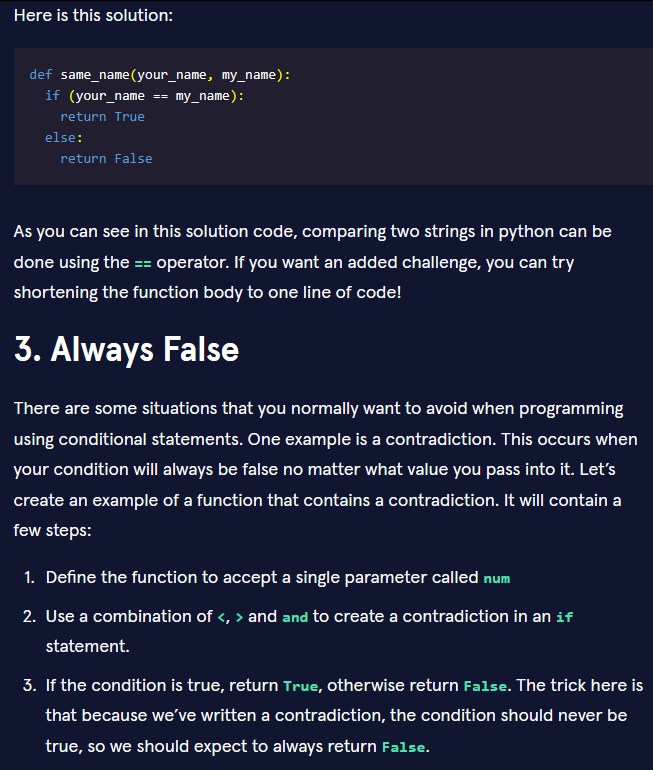 Here is this solution:
def same_name(your_name, my_name):
  if (your_name == my_name):
    return True
  else:
    return False
As you can see in this solution code, comparing two strings in python can be
done using the == operator. If you want an added challenge, you can try
shortening the function body to one line of code!
3. Always False
There are some situations that you normally want to avoid when programming
using conditional statements. One example is a contradiction. This occurs when
your condition will always be false no matter what value you pass into it. Let’s
create an example of a function that contains a contradiction. It will contain a
few steps:
1. Define the function to accept a single parameter called num
2. Use a combination of <, > and and to create a contradiction in an if
statement.
3. If the condition is true, return True, otherwise return False. The trick here is
that because we’ve written a contradiction, the condition should never be
true, so we should expect to always return False.